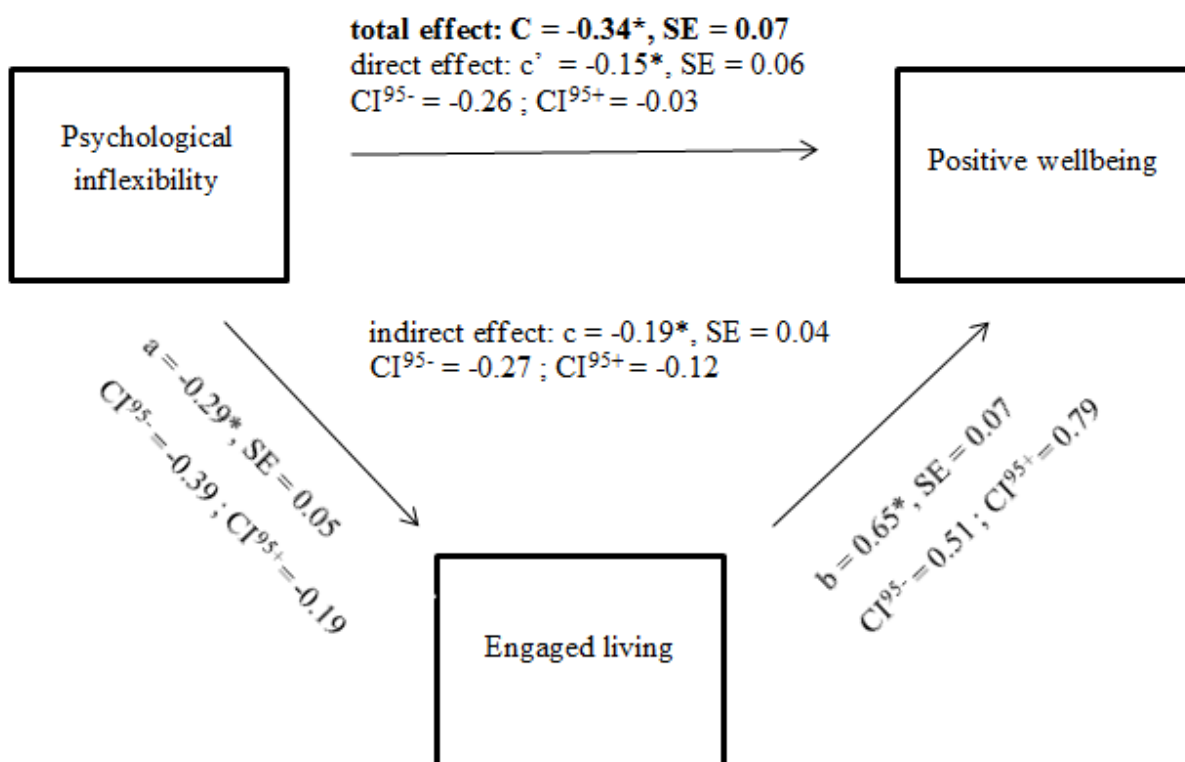 total effect: C = -0.34*, SE = 0.07
direct effect: c’ = -0.15*, SE = 0.06
CI⁹⁵⁻ = -0.26 ; CI⁹⁵⁺ = -0.03
Psychological
inflexibility
Positive wellbeing
indirect effect: c = -0.19*, SE = 0.04
CI⁹⁵⁻ = -0.27 ; CI⁹⁵⁺ = -0.12
a = -0.29*, SE = 0.05
CI⁹⁵⁻ = -0.39 ; CI⁹⁵⁺ = -0.19
b = 0.65*, SE = 0.07
CI⁹⁵⁻ = 0.51 ; CI⁹⁵⁺ = 0.79
Engaged living